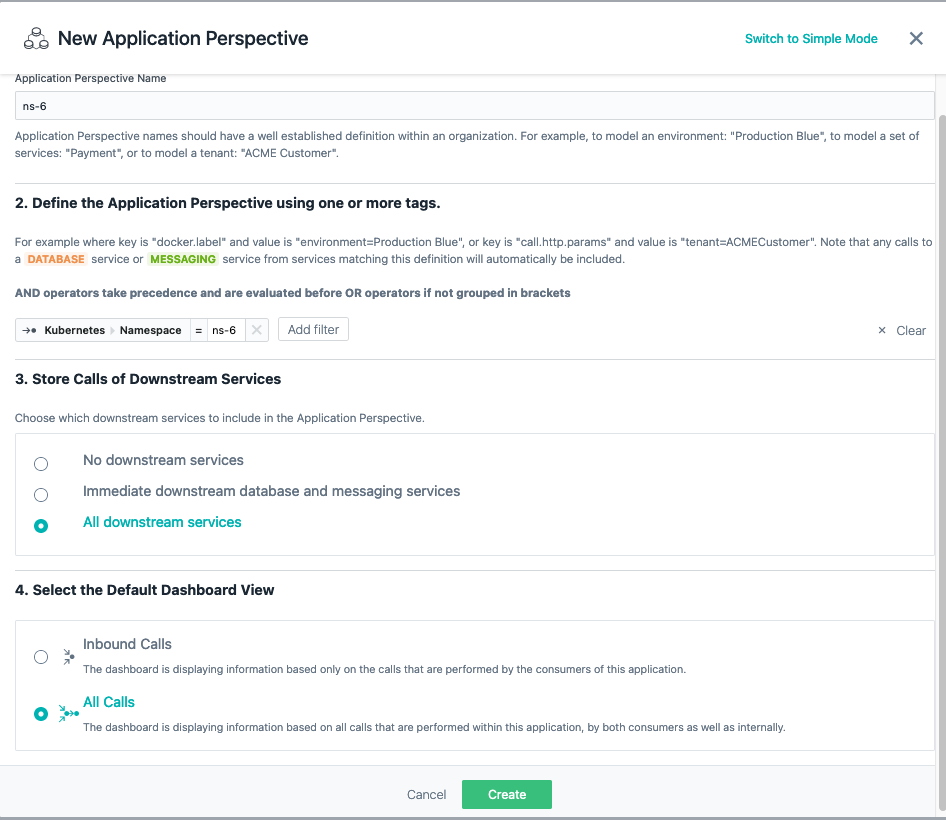 New Application Perspective
Switch to Simple Mode
Application Perspective Name
ns-6
Application Perspective names should have a well established definition within an organization. For example, to model an environment: "Production Blue", to model a set of
services: "Payment", or to model a tenant: "ACME Customer".
2. Define the Application Perspective using one or more tags.
For example where key is "docker.label" and value is "environment=Production Blue", or key is "call.http.params" and value is "tenant=ACMECustomer". Note that any calls to
a DATABASE service or MESSAGING service from services matching this definition will automatically be included.
AND operators take precedence and are evaluated before OR operators if not grouped in brackets
Kubernetes Namespace = ns-6 Add filter Clear
3. Store Calls of Downstream Services
Choose which downstream services to include in the Application Perspective.
No downstream services
Immediate downstream database and messaging services
All downstream services
4. Select the Default Dashboard View
Inbound Calls
The dashboard is displaying information based only on the calls that are performed by the consumers of this application.
All Calls
The dashboard is displaying information based on all calls that are performed within this application, by both consumers as well as internally.
Cancel Create